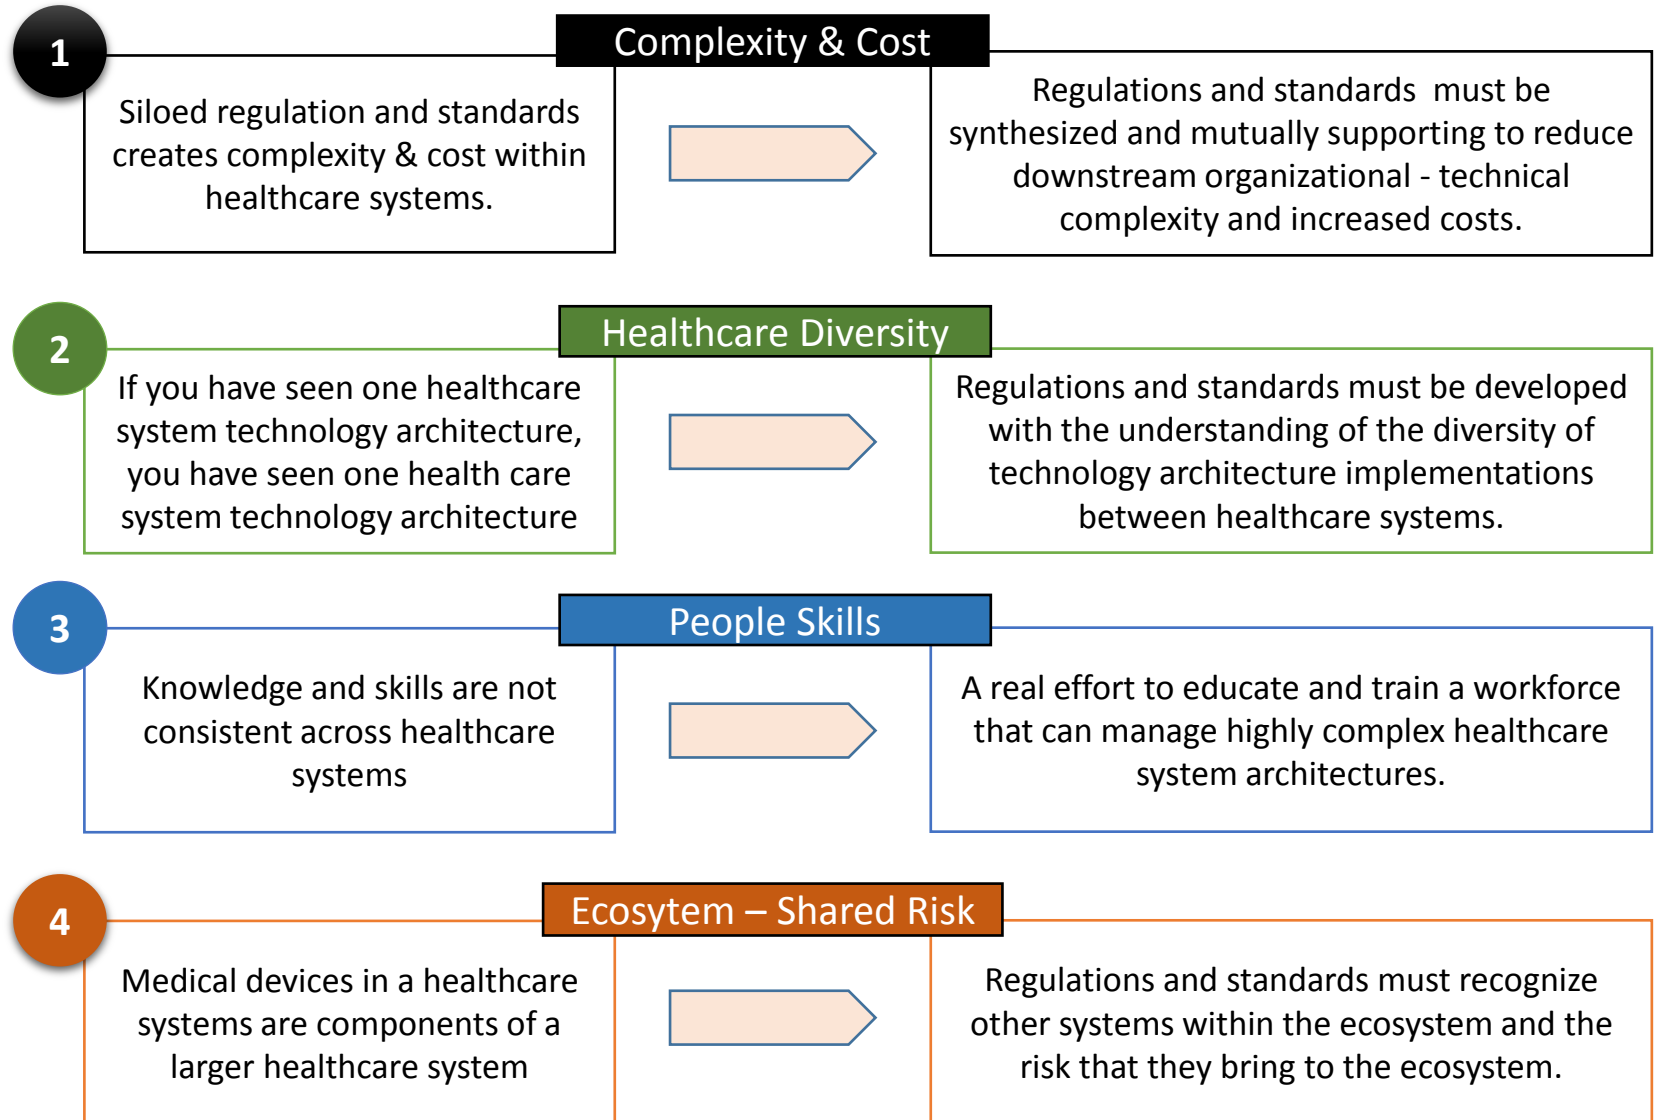 1
Complexity & Cost
Siloed regulation and standards
creates complexity & cost within
healthcare systems.
Regulations and standards  must be
synthesized and mutually supporting to reduce
downstream organizational - technical
complexity and increased costs.
2
Healthcare Diversity
If you have seen one healthcare
system technology architecture,
you have seen one health care
system technology architecture
Regulations and standards must be developed
with the understanding of the diversity of
technology architecture implementations
between healthcare systems.
3
People Skills
Knowledge and skills are not
consistent across healthcare
systems
A real effort to educate and train a workforce
that can manage highly complex healthcare
system architectures.
4
Ecosytem – Shared Risk
Medical devices in a healthcare
systems are components of a
larger healthcare system
Regulations and standards must recognize
other systems within the ecosystem and the
risk that they bring to the ecosystem.